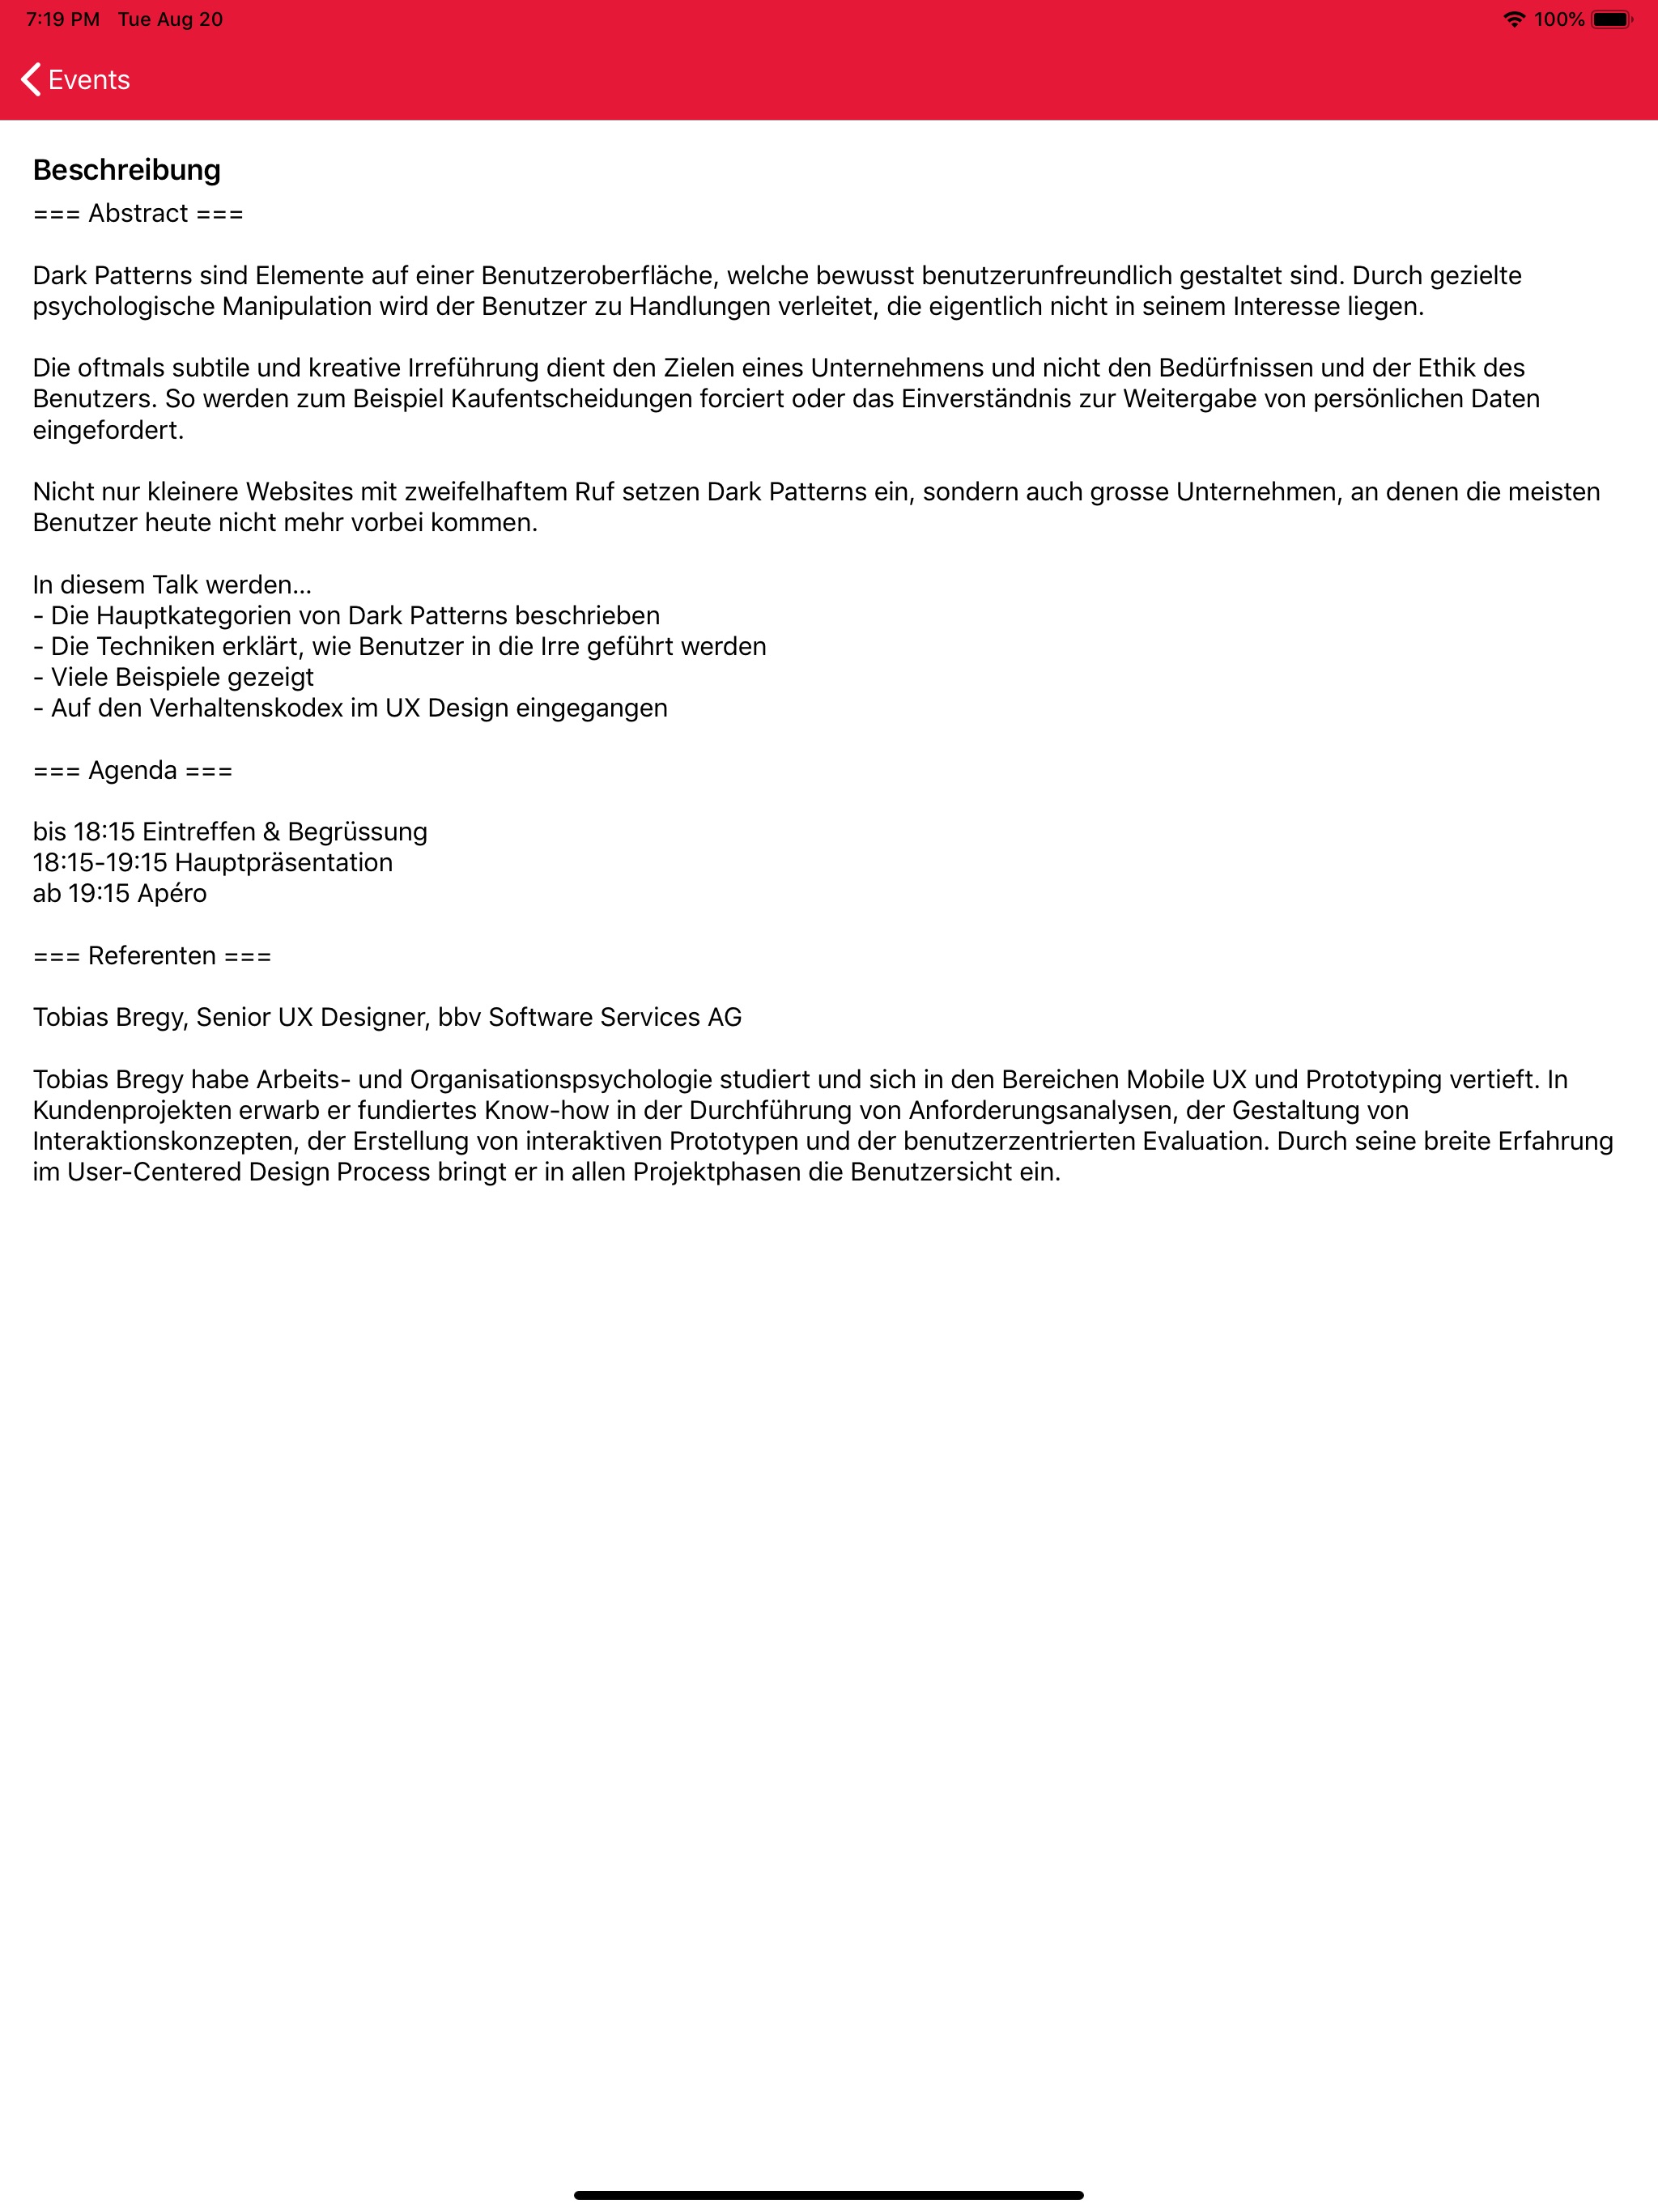 7:19 PM Tue Aug 20
100%
Events
Beschreibung
=== Abstract ===
Dark Patterns sind Elemente auf einer Benutzeroberfläche, welche bewusst benutzerunfreundlich gestaltet sind. Durch gezielte
psychologische Manipulation wird der Benutzer zu Handlungen verleitet, die eigentlich nicht in seinem Interesse liegen.
Die oftmals subtile und kreative Irreführung dient den Zielen eines Unternehmens und nicht den Bedürfnissen und der Ethik des
Benutzers. So werden zum Beispiel Kaufentscheidungen forciert oder das Einverständnis zur Weitergabe von persönlichen Daten
eingefordert.
Nicht nur kleinere Websites mit zweifelhaftem Ruf setzen Dark Patterns ein, sondern auch grosse Unternehmen, an denen die meisten
Benutzer heute nicht mehr vorbei kommen.
In diesem Talk werden...
- Die Hauptkategorien von Dark Patterns beschrieben
- Die Techniken erklärt, wie Benutzer in die Irre geführt werden
- Viele Beispiele gezeigt
- Auf den Verhaltenskodex im UX Design eingegangen
=== Agenda ===
bis 18:15 Eintreffen & Begrüssung
18:15-19:15 Hauptpräsentation
ab 19:15 Apéro
=== Referenten ===
Tobias Bregy, Senior UX Designer, bbv Software Services AG
Tobias Bregy habe Arbeits- und Organisationspsychologie studiert und sich in den Bereichen Mobile UX und Prototyping vertieft. In
Kundenprojekten erwarb er fundiertes Know-how in der Durchführung von Anforderungsanalysen, der Gestaltung von
Interaktionskonzepten, der Erstellung von interaktiven Prototypen und der benutzerzentrierten Evaluation. Durch seine breite Erfahrung
im User-Centered Design Process bringt er in allen Projektphasen die Benutzersicht ein.